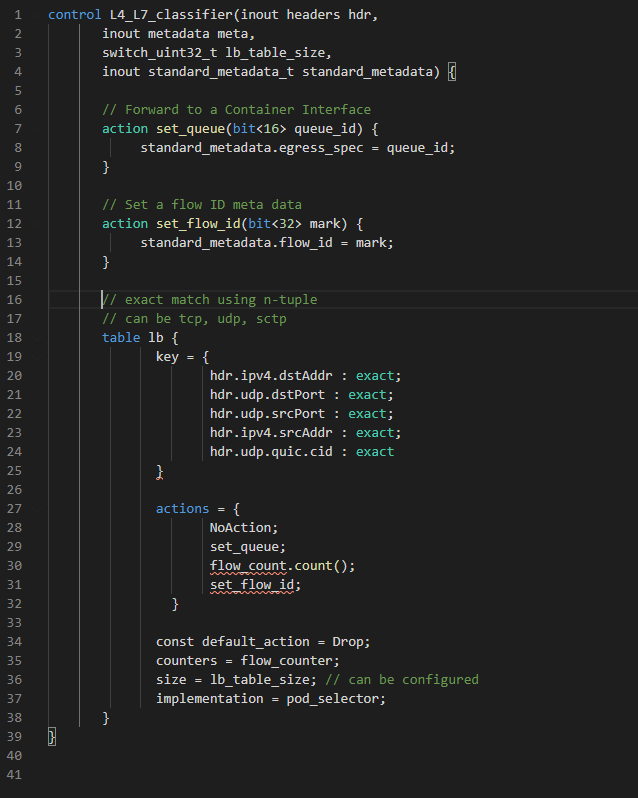 1 control L4_L7_classifier(inout headers hdr,
2 inout metadata meta,
3 switch_uint32_t lb_table_size,
4 inout standard_metadata_t standard_metadata) {
5
6 // Forward to a Container Interface
7 action set_queue(bit<16> queue_id) {
8 standard_metadata.egress_spec = queue_id;
9 }
10
11 // Set a flow ID meta data
12 action set_flow_id(bit<32> mark) {
13 standard_metadata.flow_id = mark;
14 }
15
16 // exact match using n-tuple
17 // can be tcp, udp, sctp
18 table lb {
19 key = {
20 hdr.ipv4.dstAddr : exact;
21 hdr.udp.dstPort : exact;
22 hdr.udp.srcPort : exact;
23 hdr.ipv4.srcAddr : exact;
24 hdr.udp.quic.cid : exact
25 }
26
27 actions = {
28 NoAction;
29 set_queue;
30 flow_count.count();
31 set_flow_id;
32 }
33
34 const default_action = Drop;
35 counters = flow_counter;
36 size = lb_table_size; // can be configured
37 implementation = pod_selector;
38 }
39 }
40
41